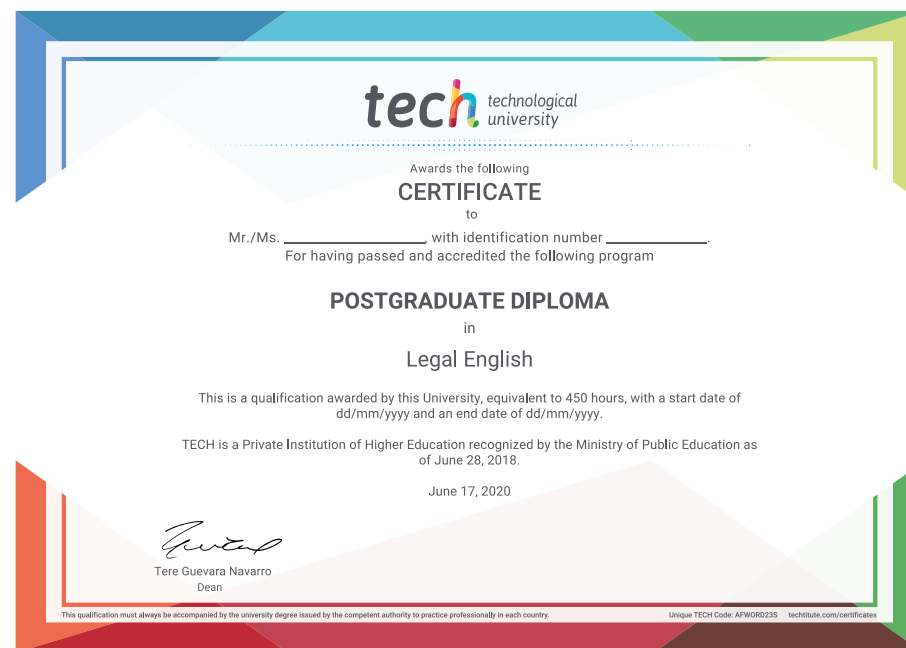 tech technological
university
Awards the following
CERTIFICATE
to
Mr./Ms. ____________________, with identification number ______________.
For having passed and accredited the following program
POSTGRADUATE DIPLOMA
in
Legal English
This is a qualification awarded by this University, equivalent to 450 hours, with a start date of
dd/mm/yyyy and an end date of dd/mm/yyyy.
TECH is a Private Institution of Higher Education recognized by the Ministry of Public Education as
of June 28, 2018.
June 17, 2020
Tere Guevara Navarro
Dean
This qualification must always be accompanied by the university degree issued by the competent authority to practice professionally in each country. Unique TECH Code: AFWORD23S techtitute.com/certificates